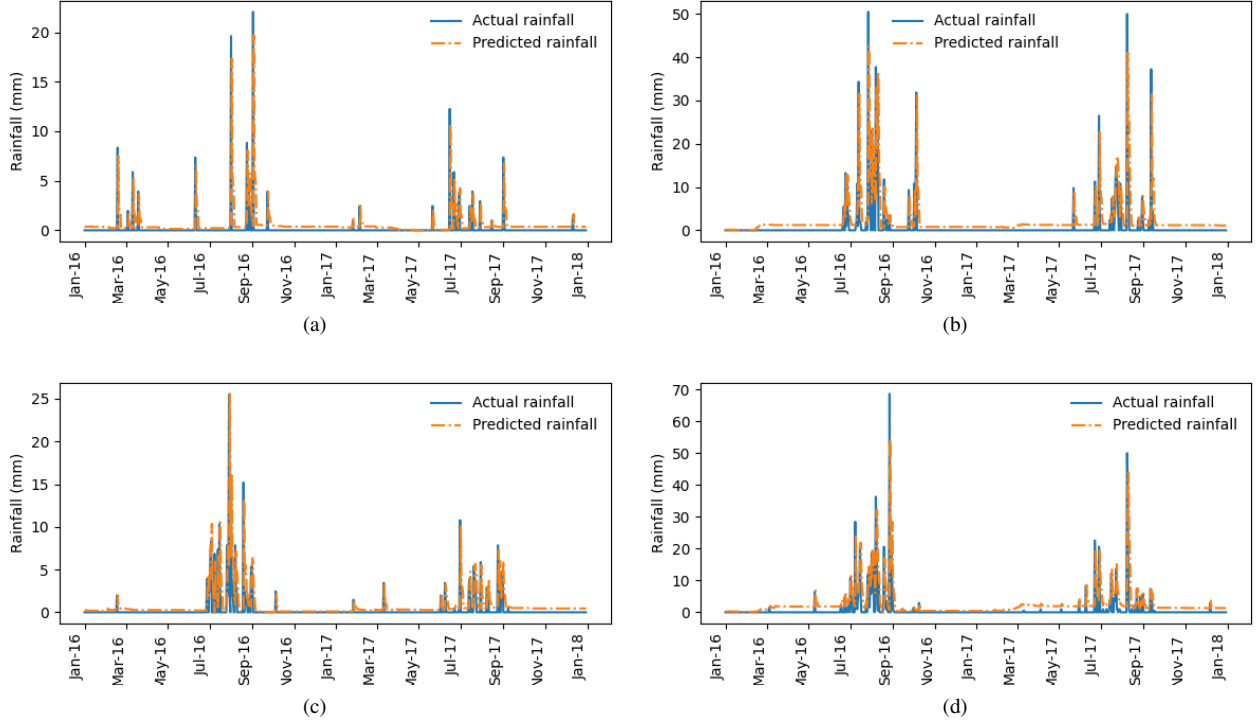 Rainfall (mm)
20
15
10
5
0
Actual rainfall
Predicted rainfall
Jan-16
Mar-16
May-16
Jul-16
Sep-16
Nov-16
Jan-17
Mar-17
May-17
Jul-17
Sep-17
Nov-17
Jan-18
(a)
Rainfall (mm)
50
40
30
20
10
0
Actual rainfall
Predicted rainfall
Jan-16
Mar-16
May-16
Jul-16
Sep-16
Nov-16
Jan-17
Mar-17
May-17
Jul-17
Sep-17
Nov-17
Jan-18
(b)
Rainfall (mm)
25
20
15
10
5
0
Actual rainfall
Predicted rainfall
Jan-16
Mar-16
May-16
Jul-16
Sep-16
Nov-16
Jan-17
Mar-17
May-17
Jul-17
Sep-17
Nov-17
Jan-18
(c)
Rainfall (mm)
70
60
50
40
30
20
10
0
Actual rainfall
Predicted rainfall
Jan-16
Mar-16
May-16
Jul-16
Sep-16
Nov-16
Jan-17
Mar-17
May-17
Jul-17
Sep-17
Nov-17
Jan-18
(d)